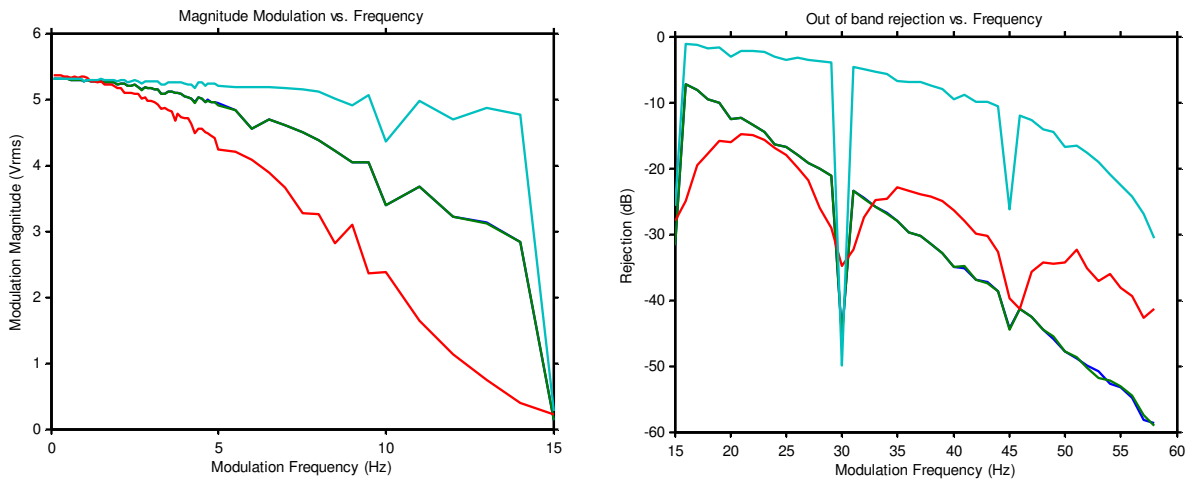 Magnitude Modulation vs. Frequency
6
5
4
3
2
1
0
Modulation Magnitude (Vrms)
0 5 10 15
Modulation Frequency (Hz)
Out of band rejection vs. Frequency
0
-10
-20
-30
-40
-50
-60
Rejection (dB)
15 20 25 30 35 40 45 50 55 60
Modulation Frequency (Hz)